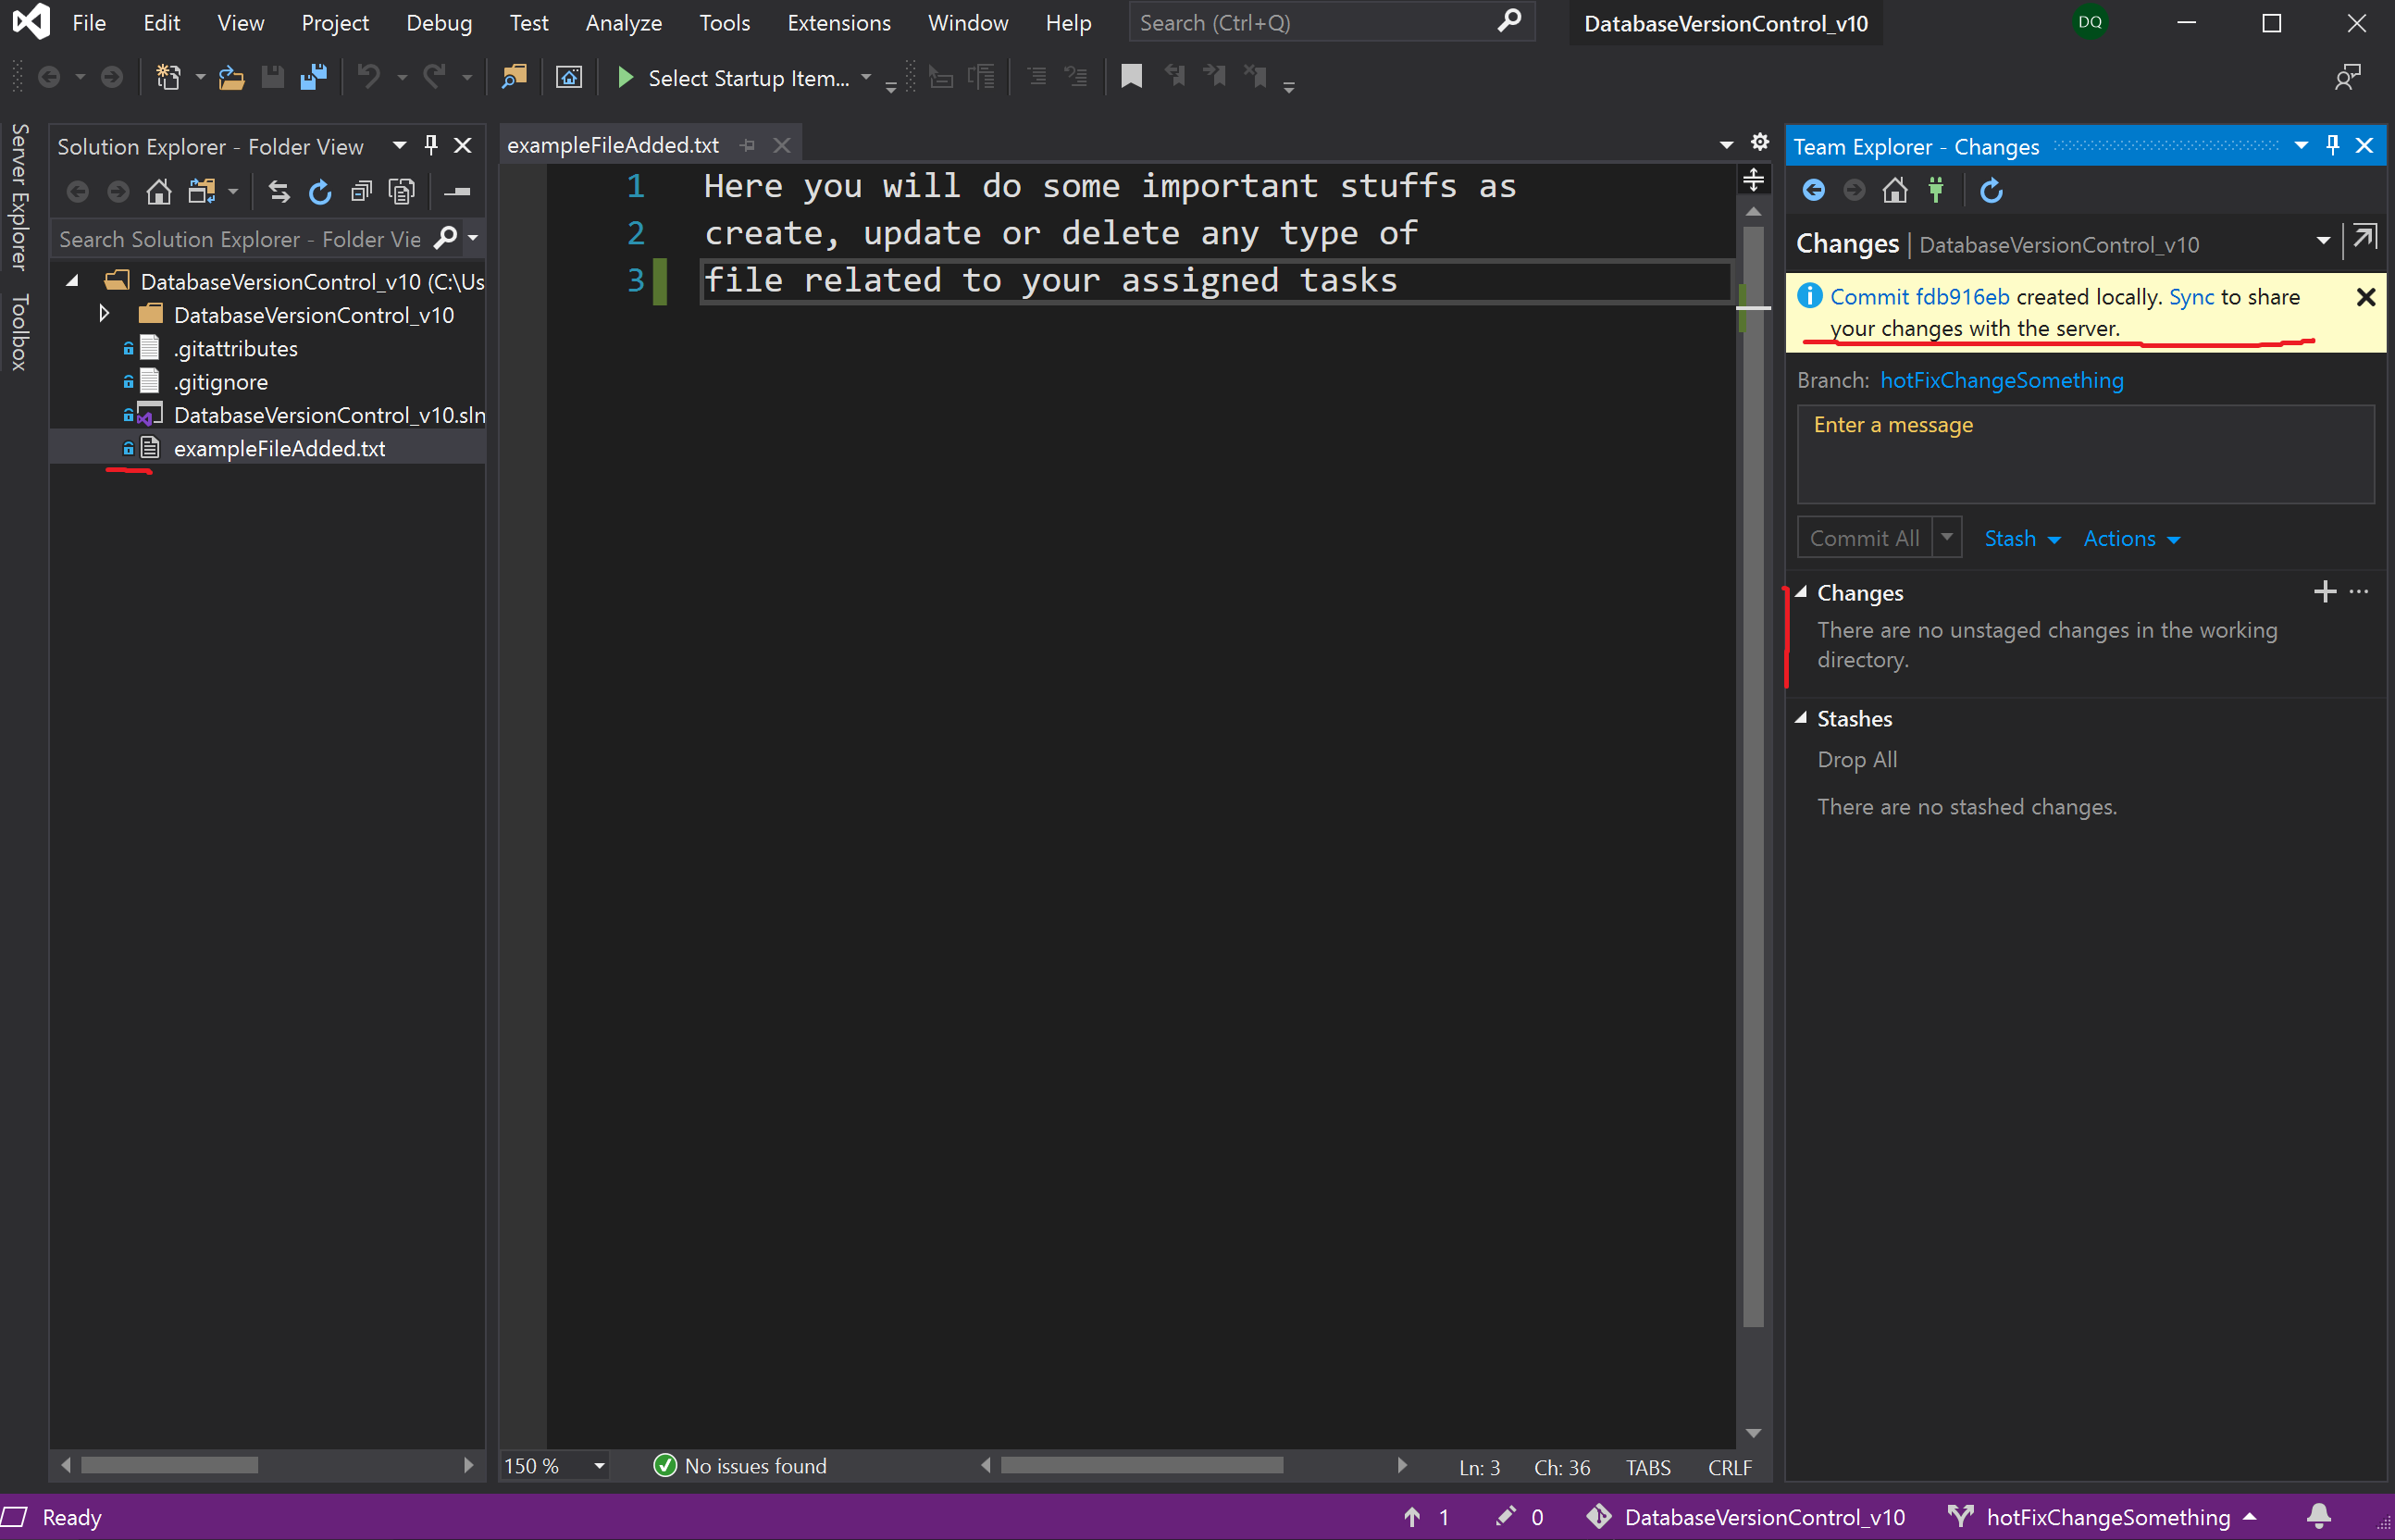 File Edit View Project Debug Test Analyze Tools Extensions Window Help Search (Ctrl+Q) DatabaseVersionControl_v10 DQ
Select Startup Item...
Server Explorer
Toolbox
Solution Explorer - Folder View
Search Solution Explorer - Folder Vie
DatabaseVersionControl_v10 (C:\Us
DatabaseVersionControl_v10
.gitattributes
.gitignore
DatabaseVersionControl_v10.sln
exampleFileAdded.txt
exampleFileAdded.txt
1 Here you will do some important stuffs as
2 create, update or delete any type of
3 file related to your assigned tasks
150 % No issues found Ln: 3 Ch: 36 TABS CRLF
Team Explorer - Changes
Changes | DatabaseVersionControl_v10
Commit fdb916eb created locally. Sync to share
your changes with the server.
Branch: hotFixChangeSomething
Enter a message
Commit All Stash Actions
Changes
There are no unstaged changes in the working
directory.
Stashes
Drop All
There are no stashed changes.
Ready 1 0 DatabaseVersionControl_v10 hotFixChangeSomething